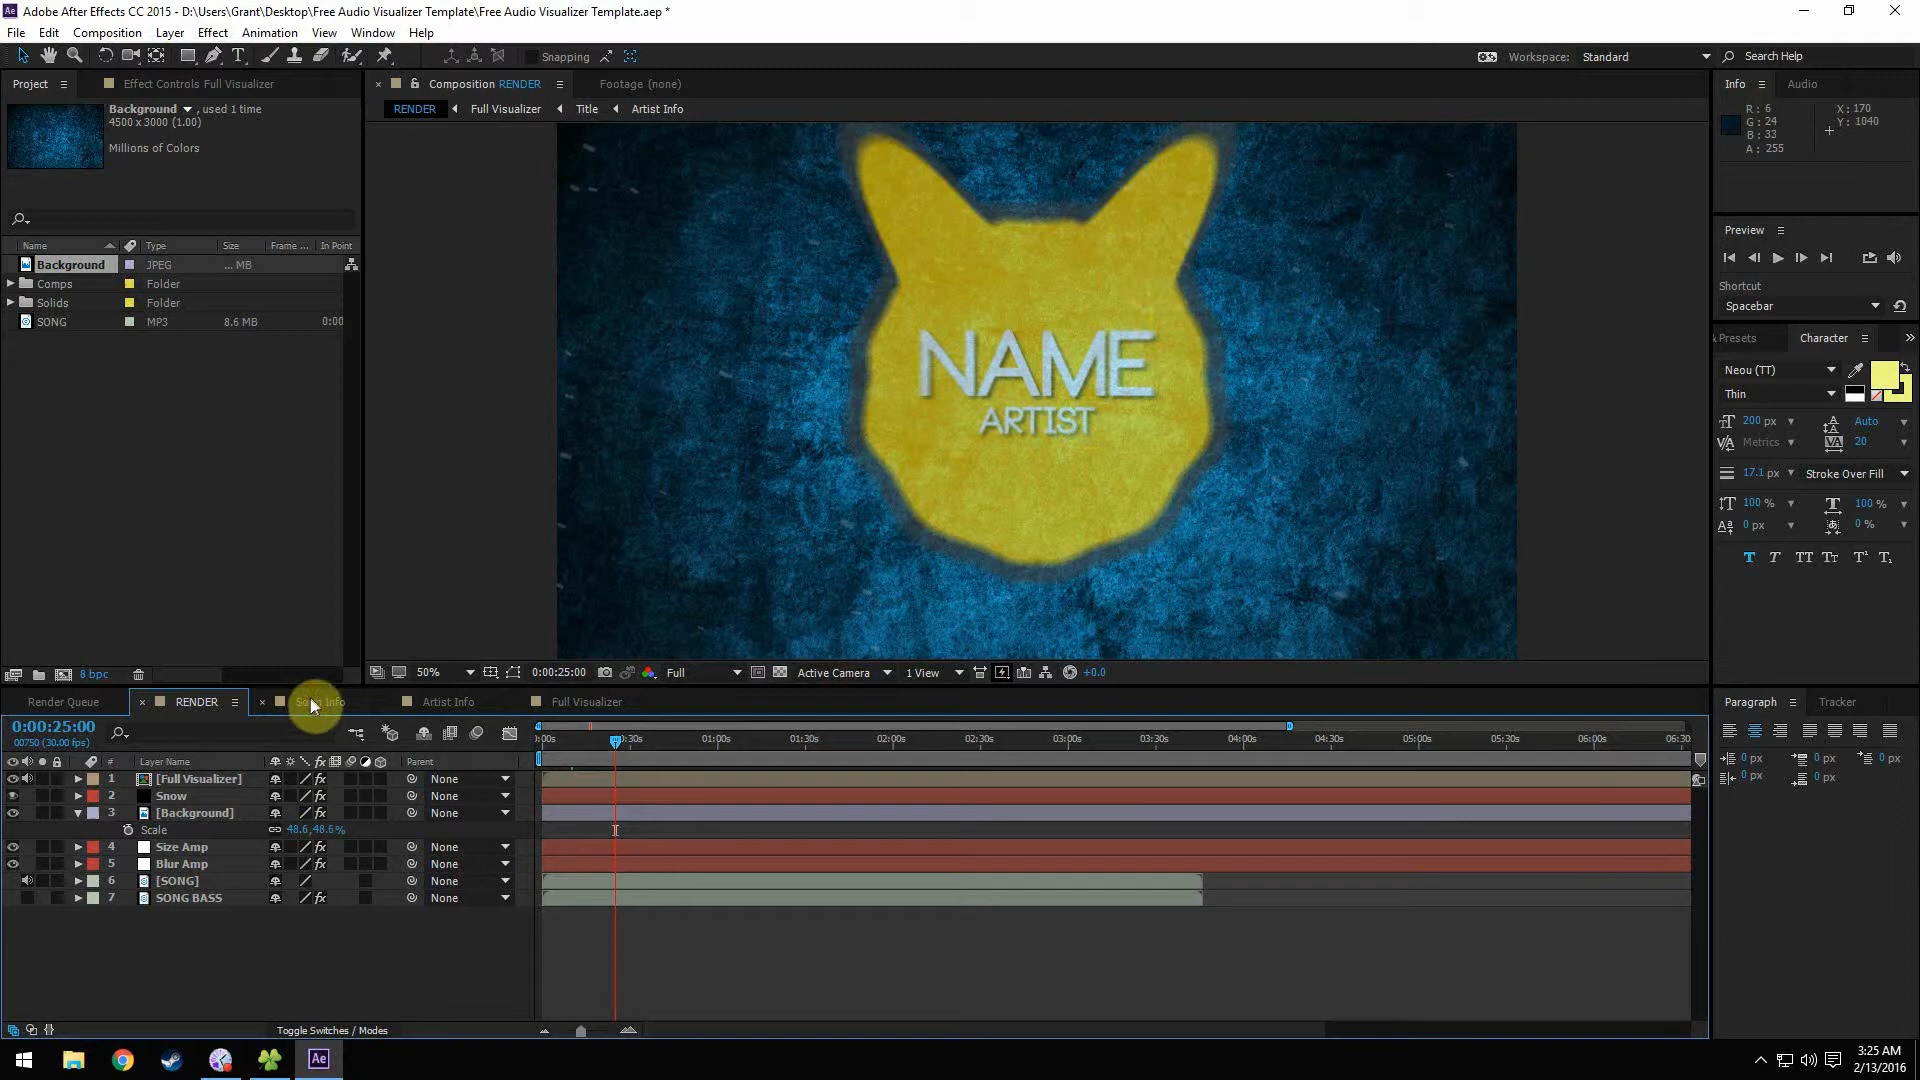 Adobe After Effects CC 2015 - D:\Users\Grant\Desktop\Free Audio Visualizer Template\Free Audio Visualizer Template.aep *
File Edit Composition Layer Effect Animation View Window Help
Snapping
Workspace: Standard
Search Help
Project
Effect Controls Full Visualizer
Background , used 1 time
4500 x 3000 (1.00)
Millions of Colors
Name Type Size Frame ... In Point
Background JPEG ... MB
Comps Folder
Solids Folder
SONG MP3 8.6 MB 0:00
8 bpc
Composition RENDER
Footage (none)
RENDER Full Visualizer Title Artist Info
NAME
ARTIST
50% 0:00:25:00 Full Active Camera 1 View +0.0
Info Audio
R: 6
G: 24
B: 33
A: 255
X: 170
Y: 1040
Preview
Shortcut
Spacebar
Presets Character
Neou (TT)
Thin
200 px Auto
Metrics 20
17.1 px Stroke Over Fill
100 % 100 %
0 px 0 %
T T TT Tt T¹ T₁
Paragraph Tracker
0 px 0 px 0 px
0 px 0 px
Render Queue RENDER Song Info Artist Info Full Visualizer
0:00:25:00
00750 (30.00 fps)
:00s 0:30s 01:00s 01:30s 02:00s 02:30s 03:00s 03:30s 04:00s 04:30s 05:00s 05:30s 06:00s 06:30
# Layer Name Parent
1 [Full Visualizer] None
2 Snow None
3 [Background] None
Scale 48.6,48.6%
4 Size Amp None
5 Blur Amp None
6 [SONG] None
7 SONG BASS None
Toggle Switches / Modes
Ae
3:25 AM
2/13/2016